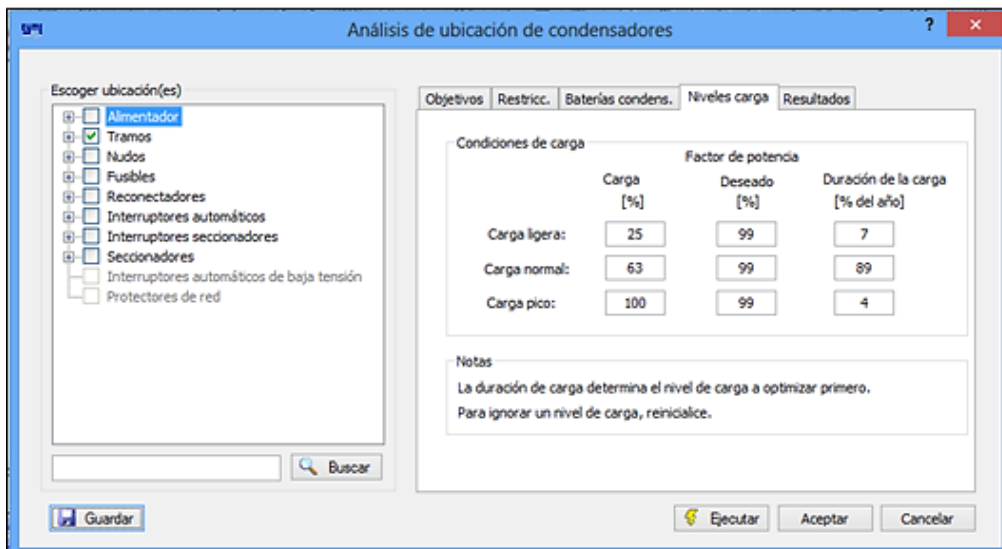 Análisis de ubicación de condensadores
?
×
Escoger ubicación(es)
Alimentador
Tramos
Nudos
Fusibles
Reconectadores
Interruptores automáticos
Interruptores seccionadores
Seccionadores
Interruptores automáticos de baja tensión
Protectores de red
Buscar
Objetivos Restricc. Baterías condens. Niveles carga Resultados
Condiciones de carga
Factor de potencia
Carga Deseado Duración de la carga
[%] [%] [% del año]
Carga ligera: 25 99 7
Carga normal: 63 99 89
Carga pico: 100 99 4
Notas
La duración de carga determina el nivel de carga a optimizar primero.
Para ignorar un nivel de carga, reinicialice.
Guardar Ejecutar Aceptar Cancelar